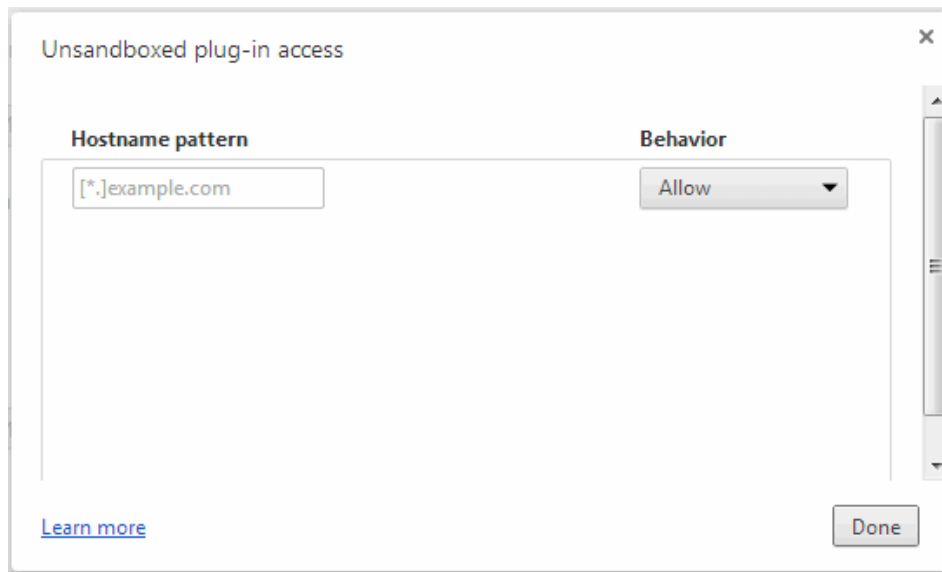 Unsandboxed plug-in access
Hostname pattern Behavior
[*.]example.com Allow
Learn more Done